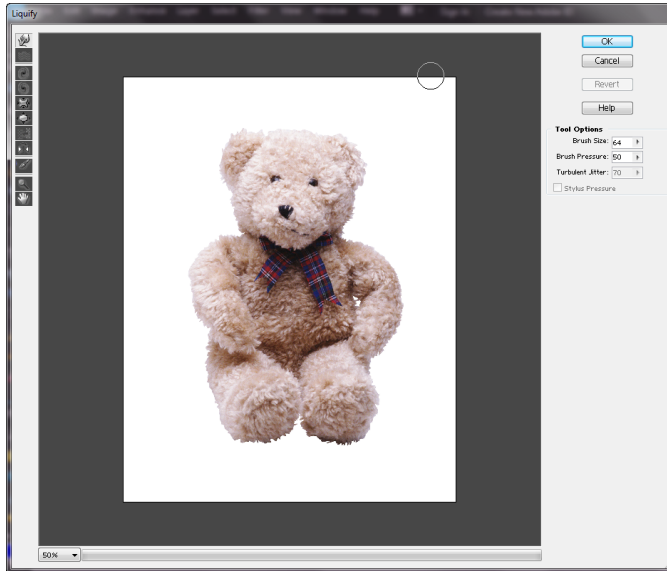 Liquify
OK
Cancel
Revert
Help
Tool Options
Brush Size: 64
Brush Pressure: 50
Turbulent Jitter: 70
Stylus Pressure
50%